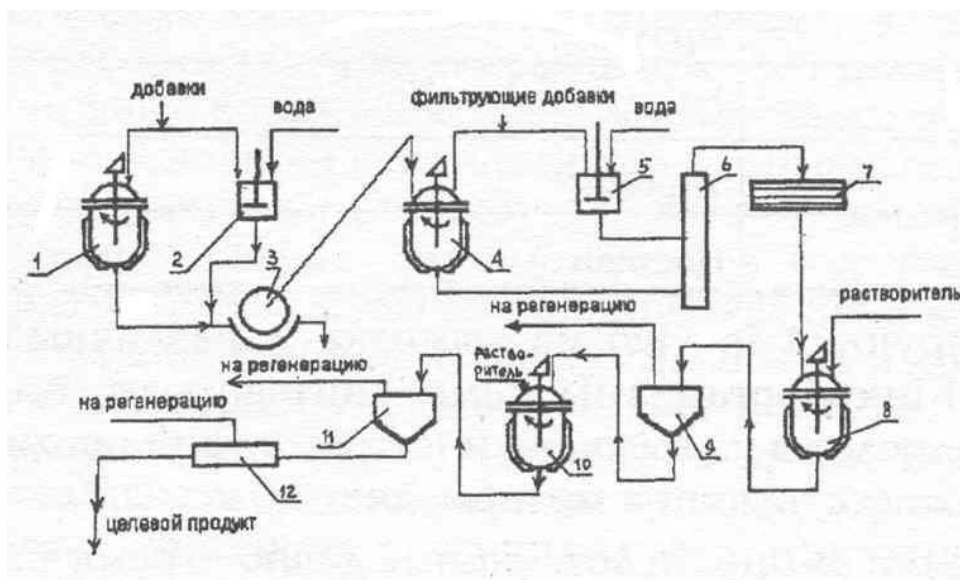 добавки
вода
фильтрующие добавки
вода
5
6
7
1
2
3
4
на регенерацию
растворитель
на регенерацию
раство-
ритель
на регенерацию
11
10
9
8
12
целевой продукт